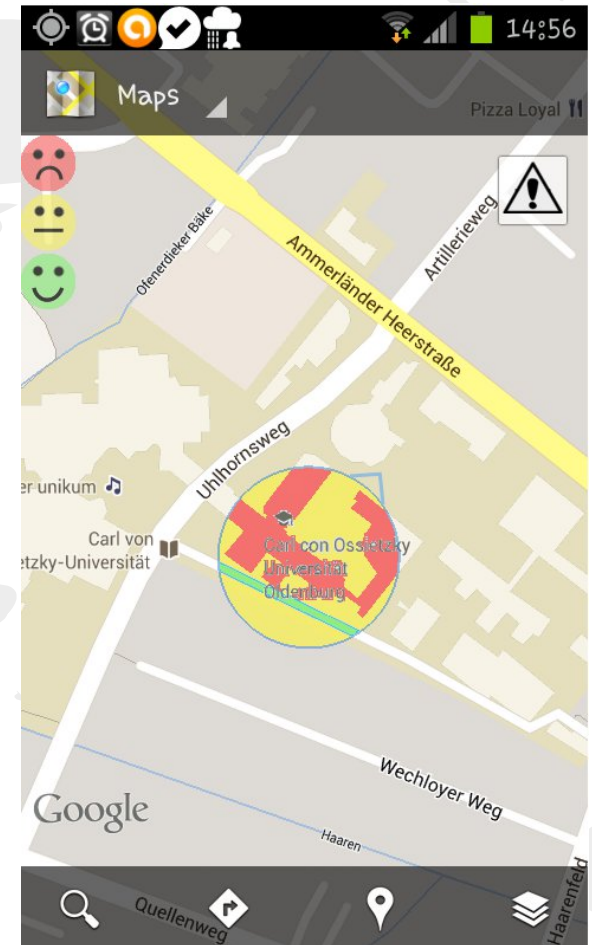 14:56
Maps
Pizza Loyal
Ofenerdieker Bäke
Artillerieweg
Ammerländer Heerstraße
Uhlhornsweg
er unikum
Carl von
etzky-Universität
Carl con Ossietzky
Universität
Oldenburg
Wechloyer Weg
Google
Haaren
Haarenfeld
Quellenweg